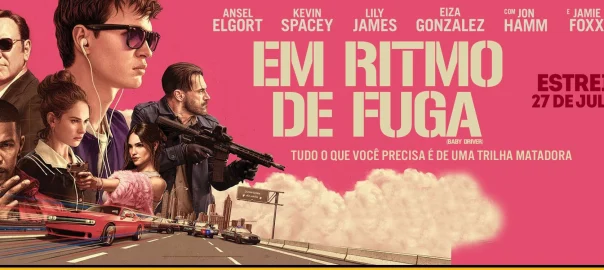 ANSEL ELGORT KEVIN SPACEY LILY JAMES EIZA GONZALEZ COM JON HAMM E JAMIE FOXX
EM RITMO
DE FUGA
(BABY DRIVER)
TUDO O QUE VOCÊ PRECISA É DE UMA TRILHA MATADORA
ESTREI
27 DE JUL